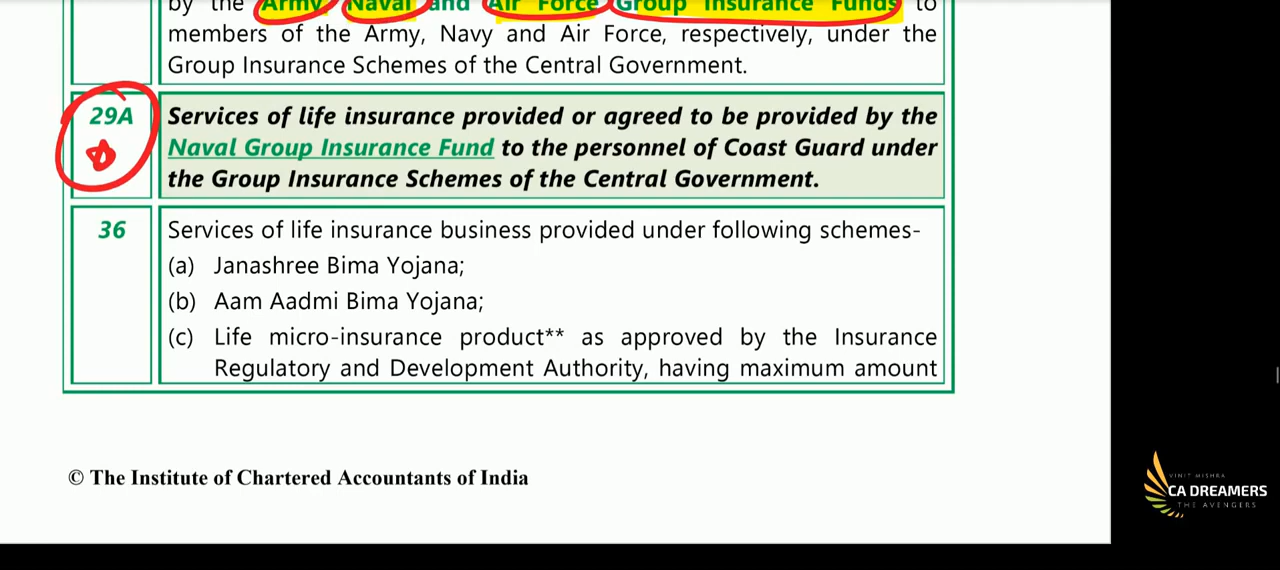 by the Army, Naval and Air Force Group Insurance Funds to
members of the Army, Navy and Air Force, respectively, under the
Group Insurance Schemes of the Central Government.
29A
Services of life insurance provided or agreed to be provided by the
Naval Group Insurance Fund to the personnel of Coast Guard under
the Group Insurance Schemes of the Central Government.
36
Services of life insurance business provided under following schemes-
(a) Janashree Bima Yojana;
(b) Aam Aadmi Bima Yojana;
(c) Life micro-insurance product** as approved by the Insurance
Regulatory and Development Authority, having maximum amount
© The Institute of Chartered Accountants of India
VINIT MISHRA
CA DREAMERS
THE AVENGERS